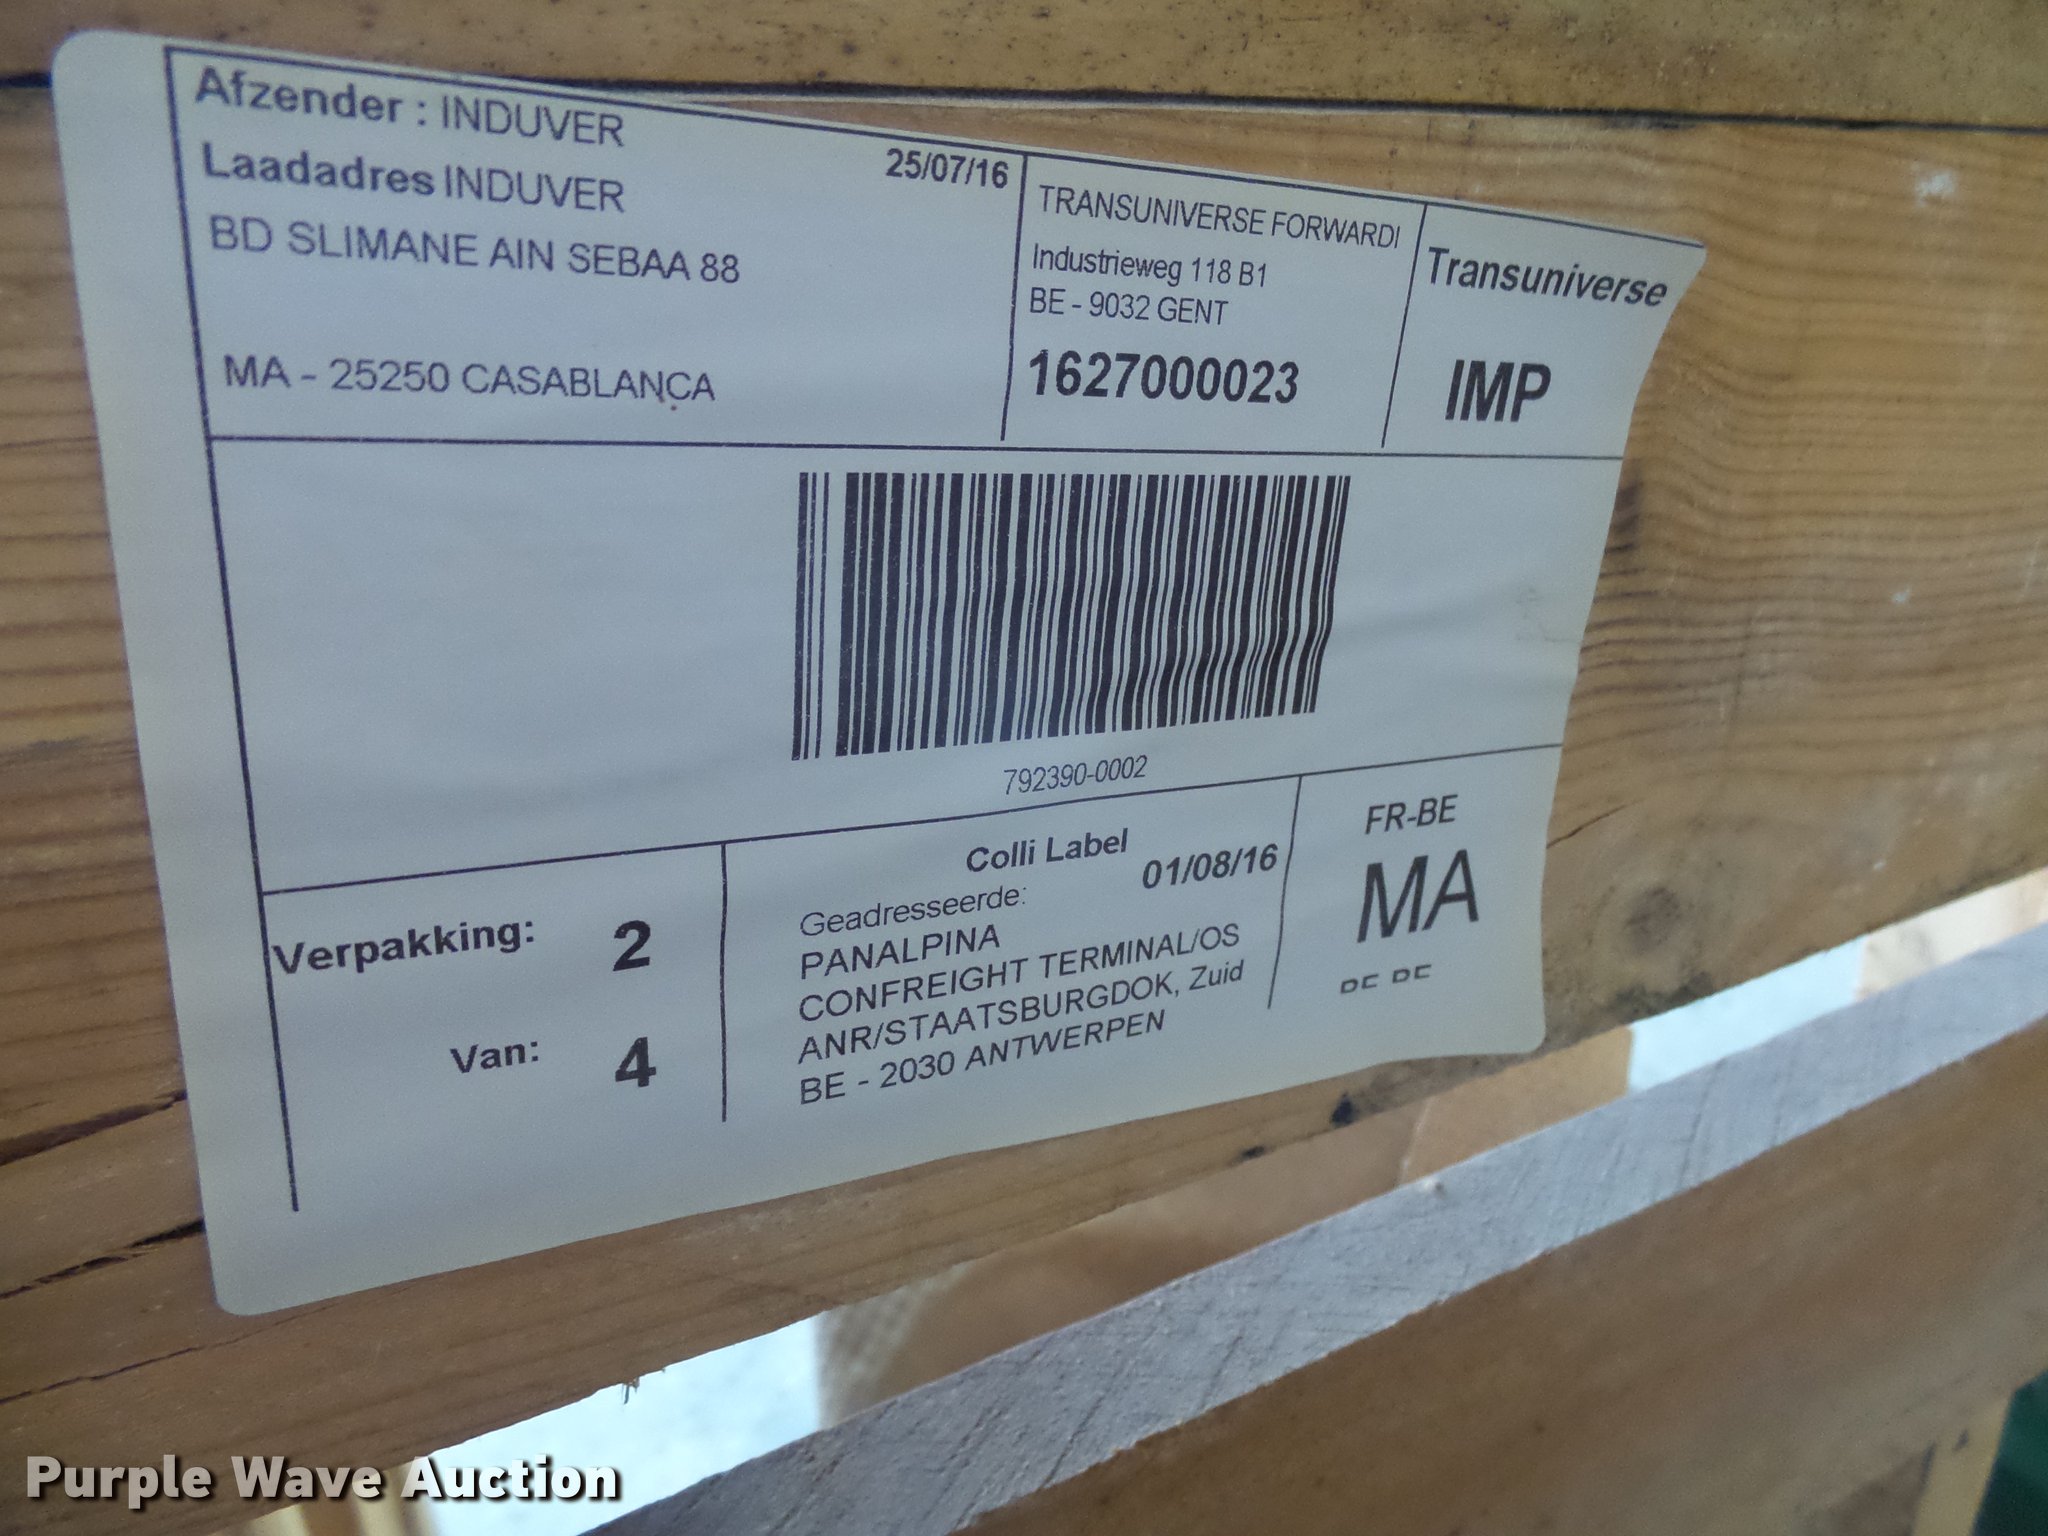 Afzender : INDUVER
Laadadres INDUVER
25/07/16
BD SLIMANE AIN SEBAA 88
MA - 25250 CASABLANCA
TRANSUNIVERSE FORWARDI
Industrieweg 118 B1
BE - 9032 GENT
1627000023
Transuniverse
IMP
792390-0002
Verpakking: 2
Van: 4
Colli Label
Geadresseerde: 01/08/16
PANALPINA
CONFREIGHT TERMINAL/OS
ANR/STAATSBURGDOK, Zuid
BE - 2030 ANTWERPEN
FR-BE
MA
Purple Wave Auction